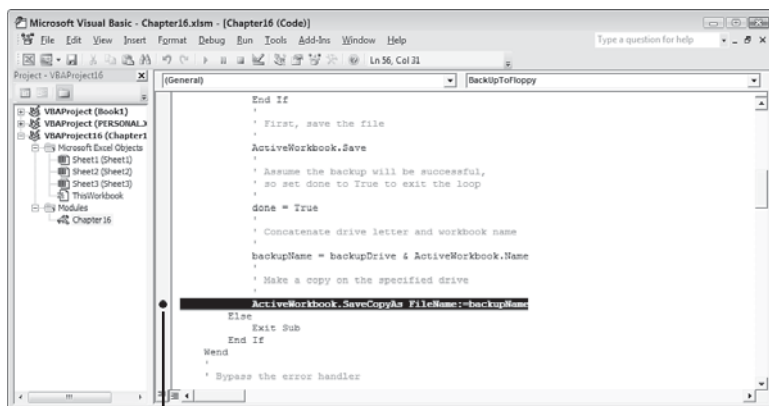 Microsoft Visual Basic - Chapter16.xlsm - [Chapter16 (Code)]
File Edit View Insert Format Debug Run Tools Add-Ins Window Help
Type a question for help
Ln 56, Col 31
Project - VBAProject16
(General)
BackUpToFloppy
VBAProject (Book1)
VBAProject (PERSONAL.X
VBAProject16 (Chapter1
Microsoft Excel Objects
Sheet1 (Sheet1)
Sheet2 (Sheet2)
Sheet3 (Sheet3)
ThisWorkbook
Modules
Chapter16
End If
'
' First, save the file
'
ActiveWorkbook.Save
'
' Assume the backup will be successful,
' so set done to True to exit the loop
'
done = True
'
' Concatenate drive letter and workbook name
'
backupName = backupDrive & ActiveWorkbook.Name
'
' Make a copy on the specified drive
'
ActiveWorkbook.SaveCopyAs FileName:=backupName
Else
Exit Sub
End If
Wend
'
' Bypass the error handler